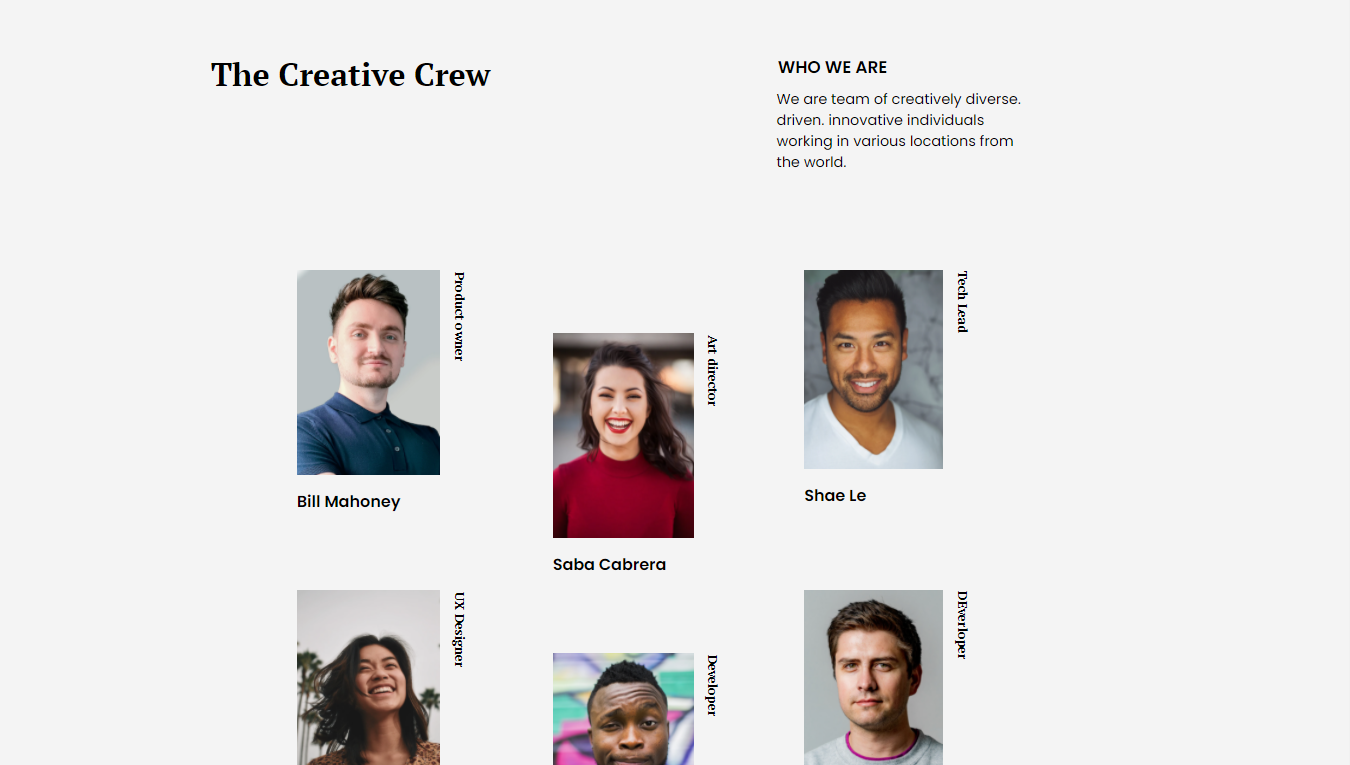 The Creative Crew
WHO WE ARE
We are team of creatively diverse.
driven. innovative individuals
working in various locations from
the world.
Product owner
Bill Mahoney
Art director
Saba Cabrera
Tech Lead
Shae Le
UX Designer
Developer
DEverloper